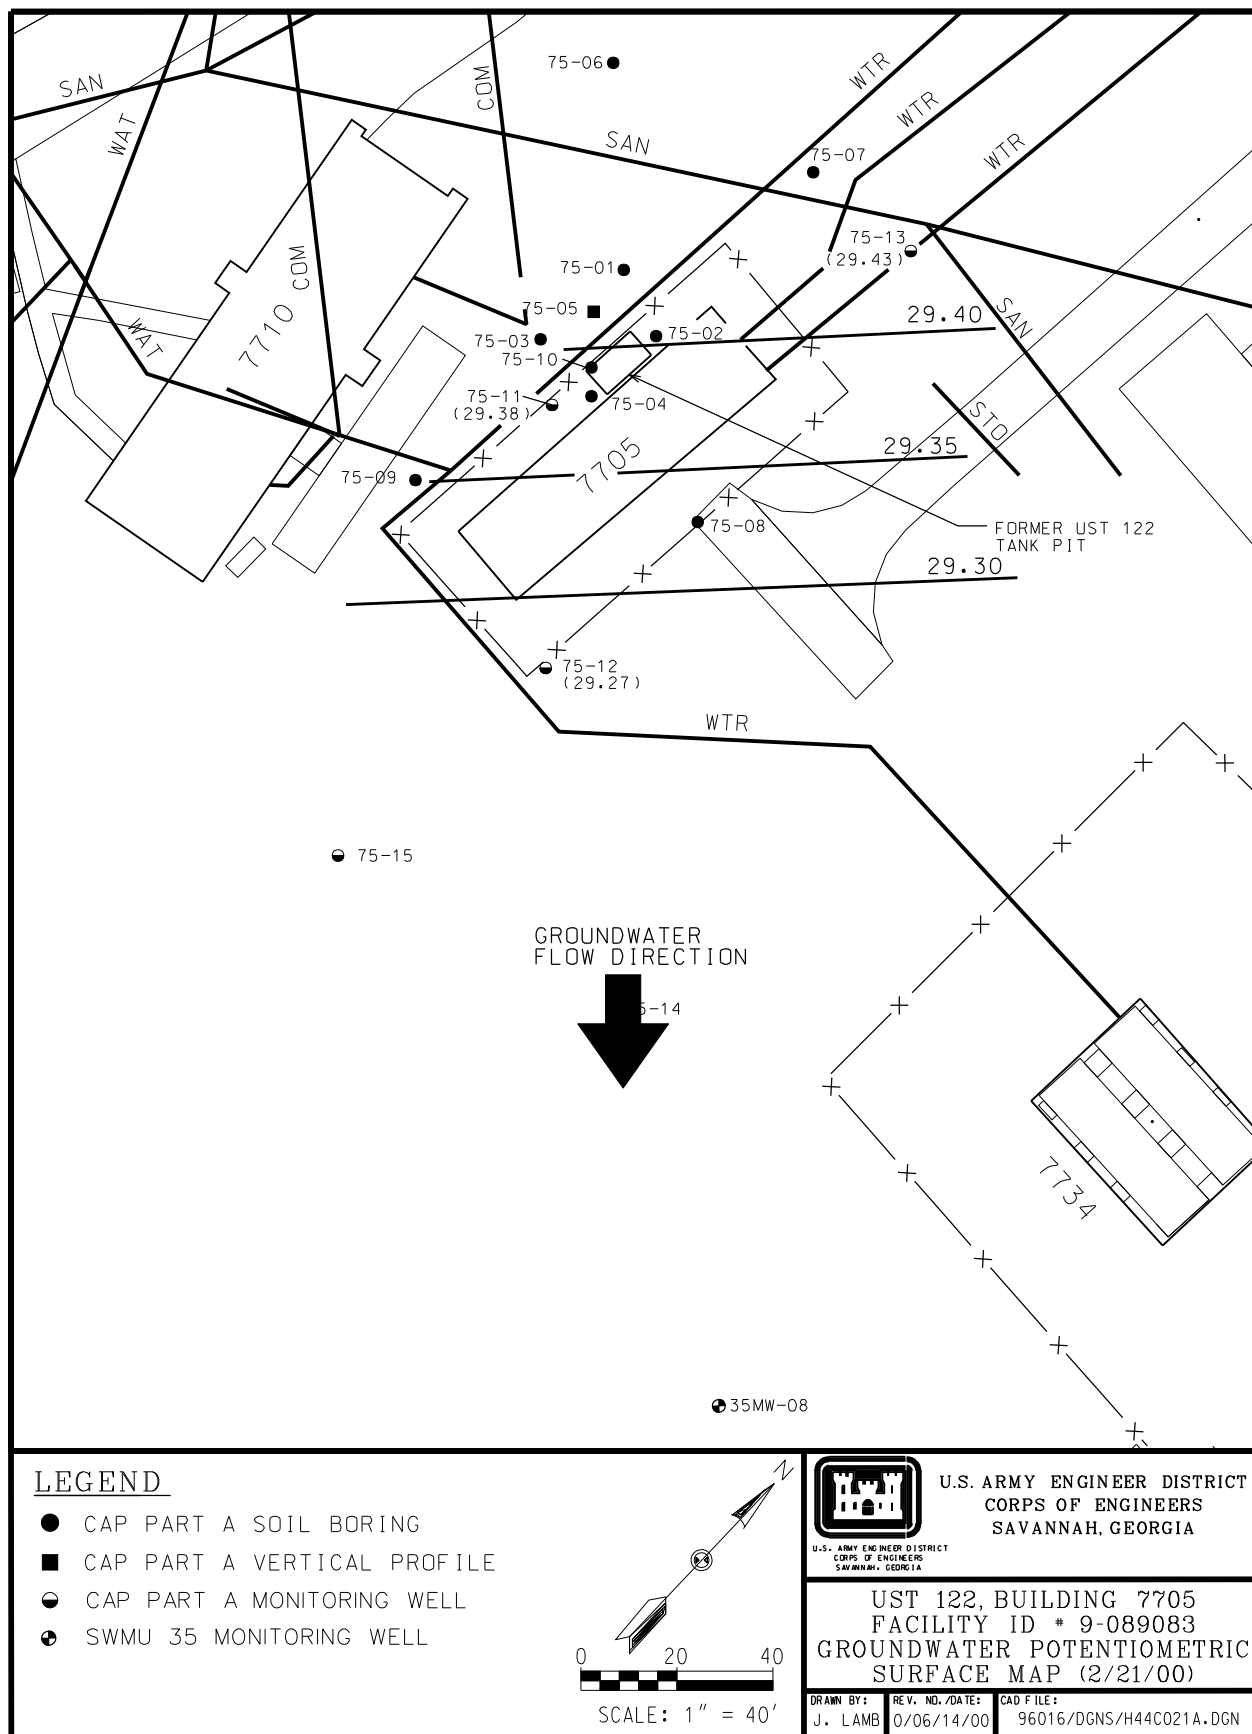 75-06
SAN
COM
WTR
WTR
WAT
SAN
WTR
75-07
75-13
(29.43)
75-01
COM
75-05
29.40
SAN
7710
WAT
75-03
75-02
75-10
75-11
(29.38)
75-04
STO
29.35
7705
75-09
75-08
FORMER UST 122
TANK PIT
29.30
75-12
(29.27)
WTR
75-15
GROUNDWATER
FLOW DIRECTION
5-14
7734
35MW-08
LEGEND
CAP PART A SOIL BORING
CAP PART A VERTICAL PROFILE
CAP PART A MONITORING WELL
SWMU 35 MONITORING WELL
N
0 20 40
SCALE: 1" = 40'
U.S. ARMY ENGINEER DISTRICT
CORPS OF ENGINEERS
SAVANNAH, GEORGIA
U.S. ARMY ENGINEER DISTRICT
CORPS OF ENGINEERS
SAVANNAH, GEORGIA
UST 122, BUILDING 7705
FACILITY ID # 9-089083
GROUNDWATER POTENTIOMETRIC
SURFACE MAP (2/21/00)
DRAWN BY:
J. LAMB
REV. NO./DATE:
0/06/14/00
CAD FILE:
96016/DGNS/H44C021A.DGN